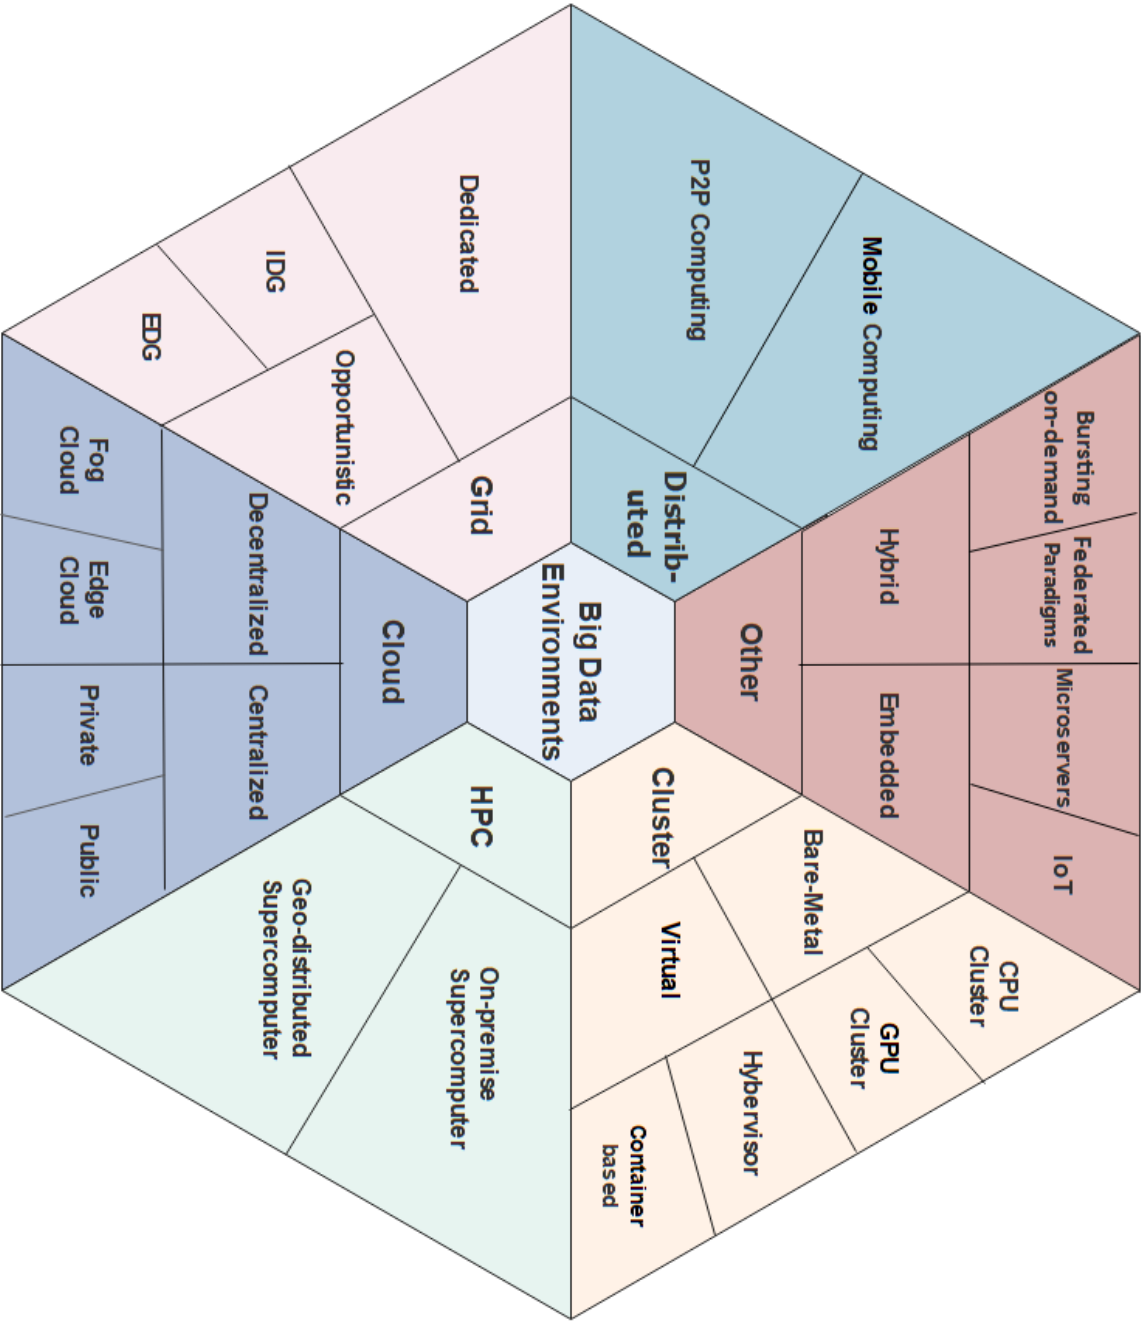 Big Data
Environments
Distrib-
uted
P2P Computing
Mobile Computing
Other
Hybrid
Bursting
on-demand
Federated
Paradigms
Embedded
Microservers
IoT
Cluster
Bare-Metal
CPU
Cluster
GPU
Cluster
Virtual
Hybervisor
Container
based
HPC
On-premise
Supercomputer
Geo-distributed
Supercomputer
Cloud
Centralized
Public
Private
Decentralized
Edge
Cloud
Fog
Cloud
Grid
Opportunistic
EDG
IDG
Dedicated